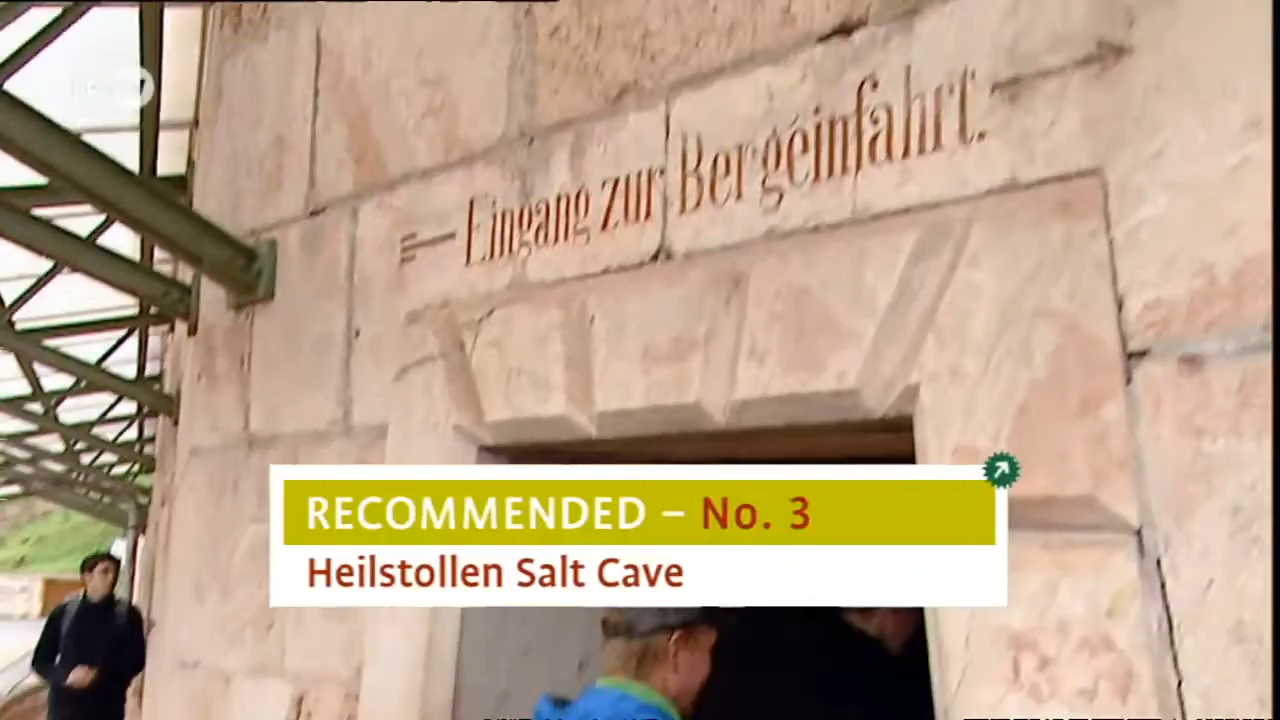 Eingang zur Bergeinfahrt.
RECOMMENDED – No. 3
Heilstollen Salt Cave